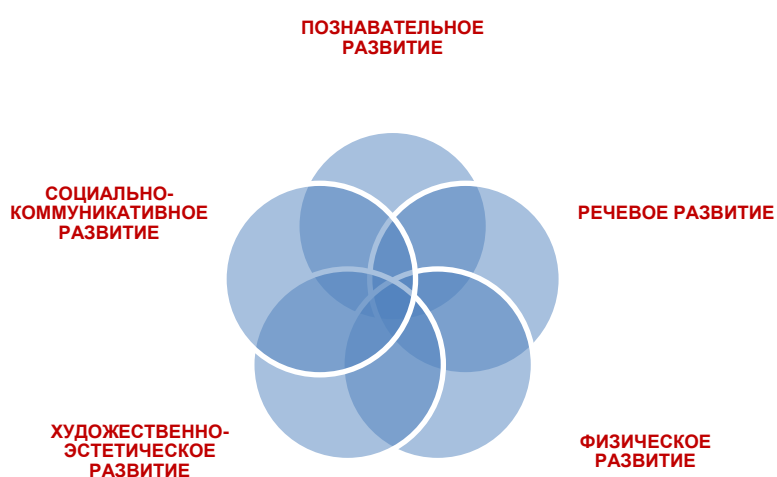 ПОЗНАВАТЕЛЬНОЕ
РАЗВИТИЕ
СОЦИАЛЬНО-
КОММУНИКАТИВНОЕ
РАЗВИТИЕ
РЕЧЕВОЕ РАЗВИТИЕ
ХУДОЖЕСТВЕННО-
ЭСТЕТИЧЕСКОЕ
РАЗВИТИЕ
ФИЗИЧЕСКОЕ
РАЗВИТИЕ